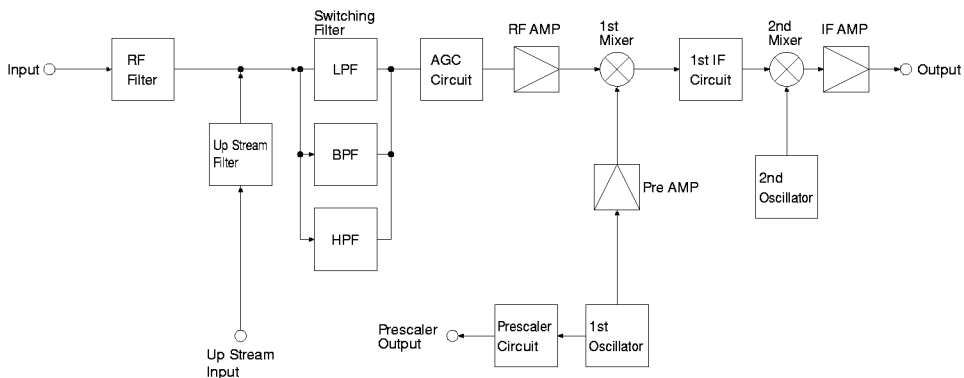 Switching
Filter
RF AMP
1st
Mixer
2nd
Mixer
IF AMP
Input
RF
Filter
LPF
AGC
Circuit
1st IF
Circuit
Output
Up Stream
Filter
BPF
Pre AMP
2nd
Oscillator
HPF
Prescaler
Output
Prescaler
Circuit
1st
Oscillator
Up Stream
Input